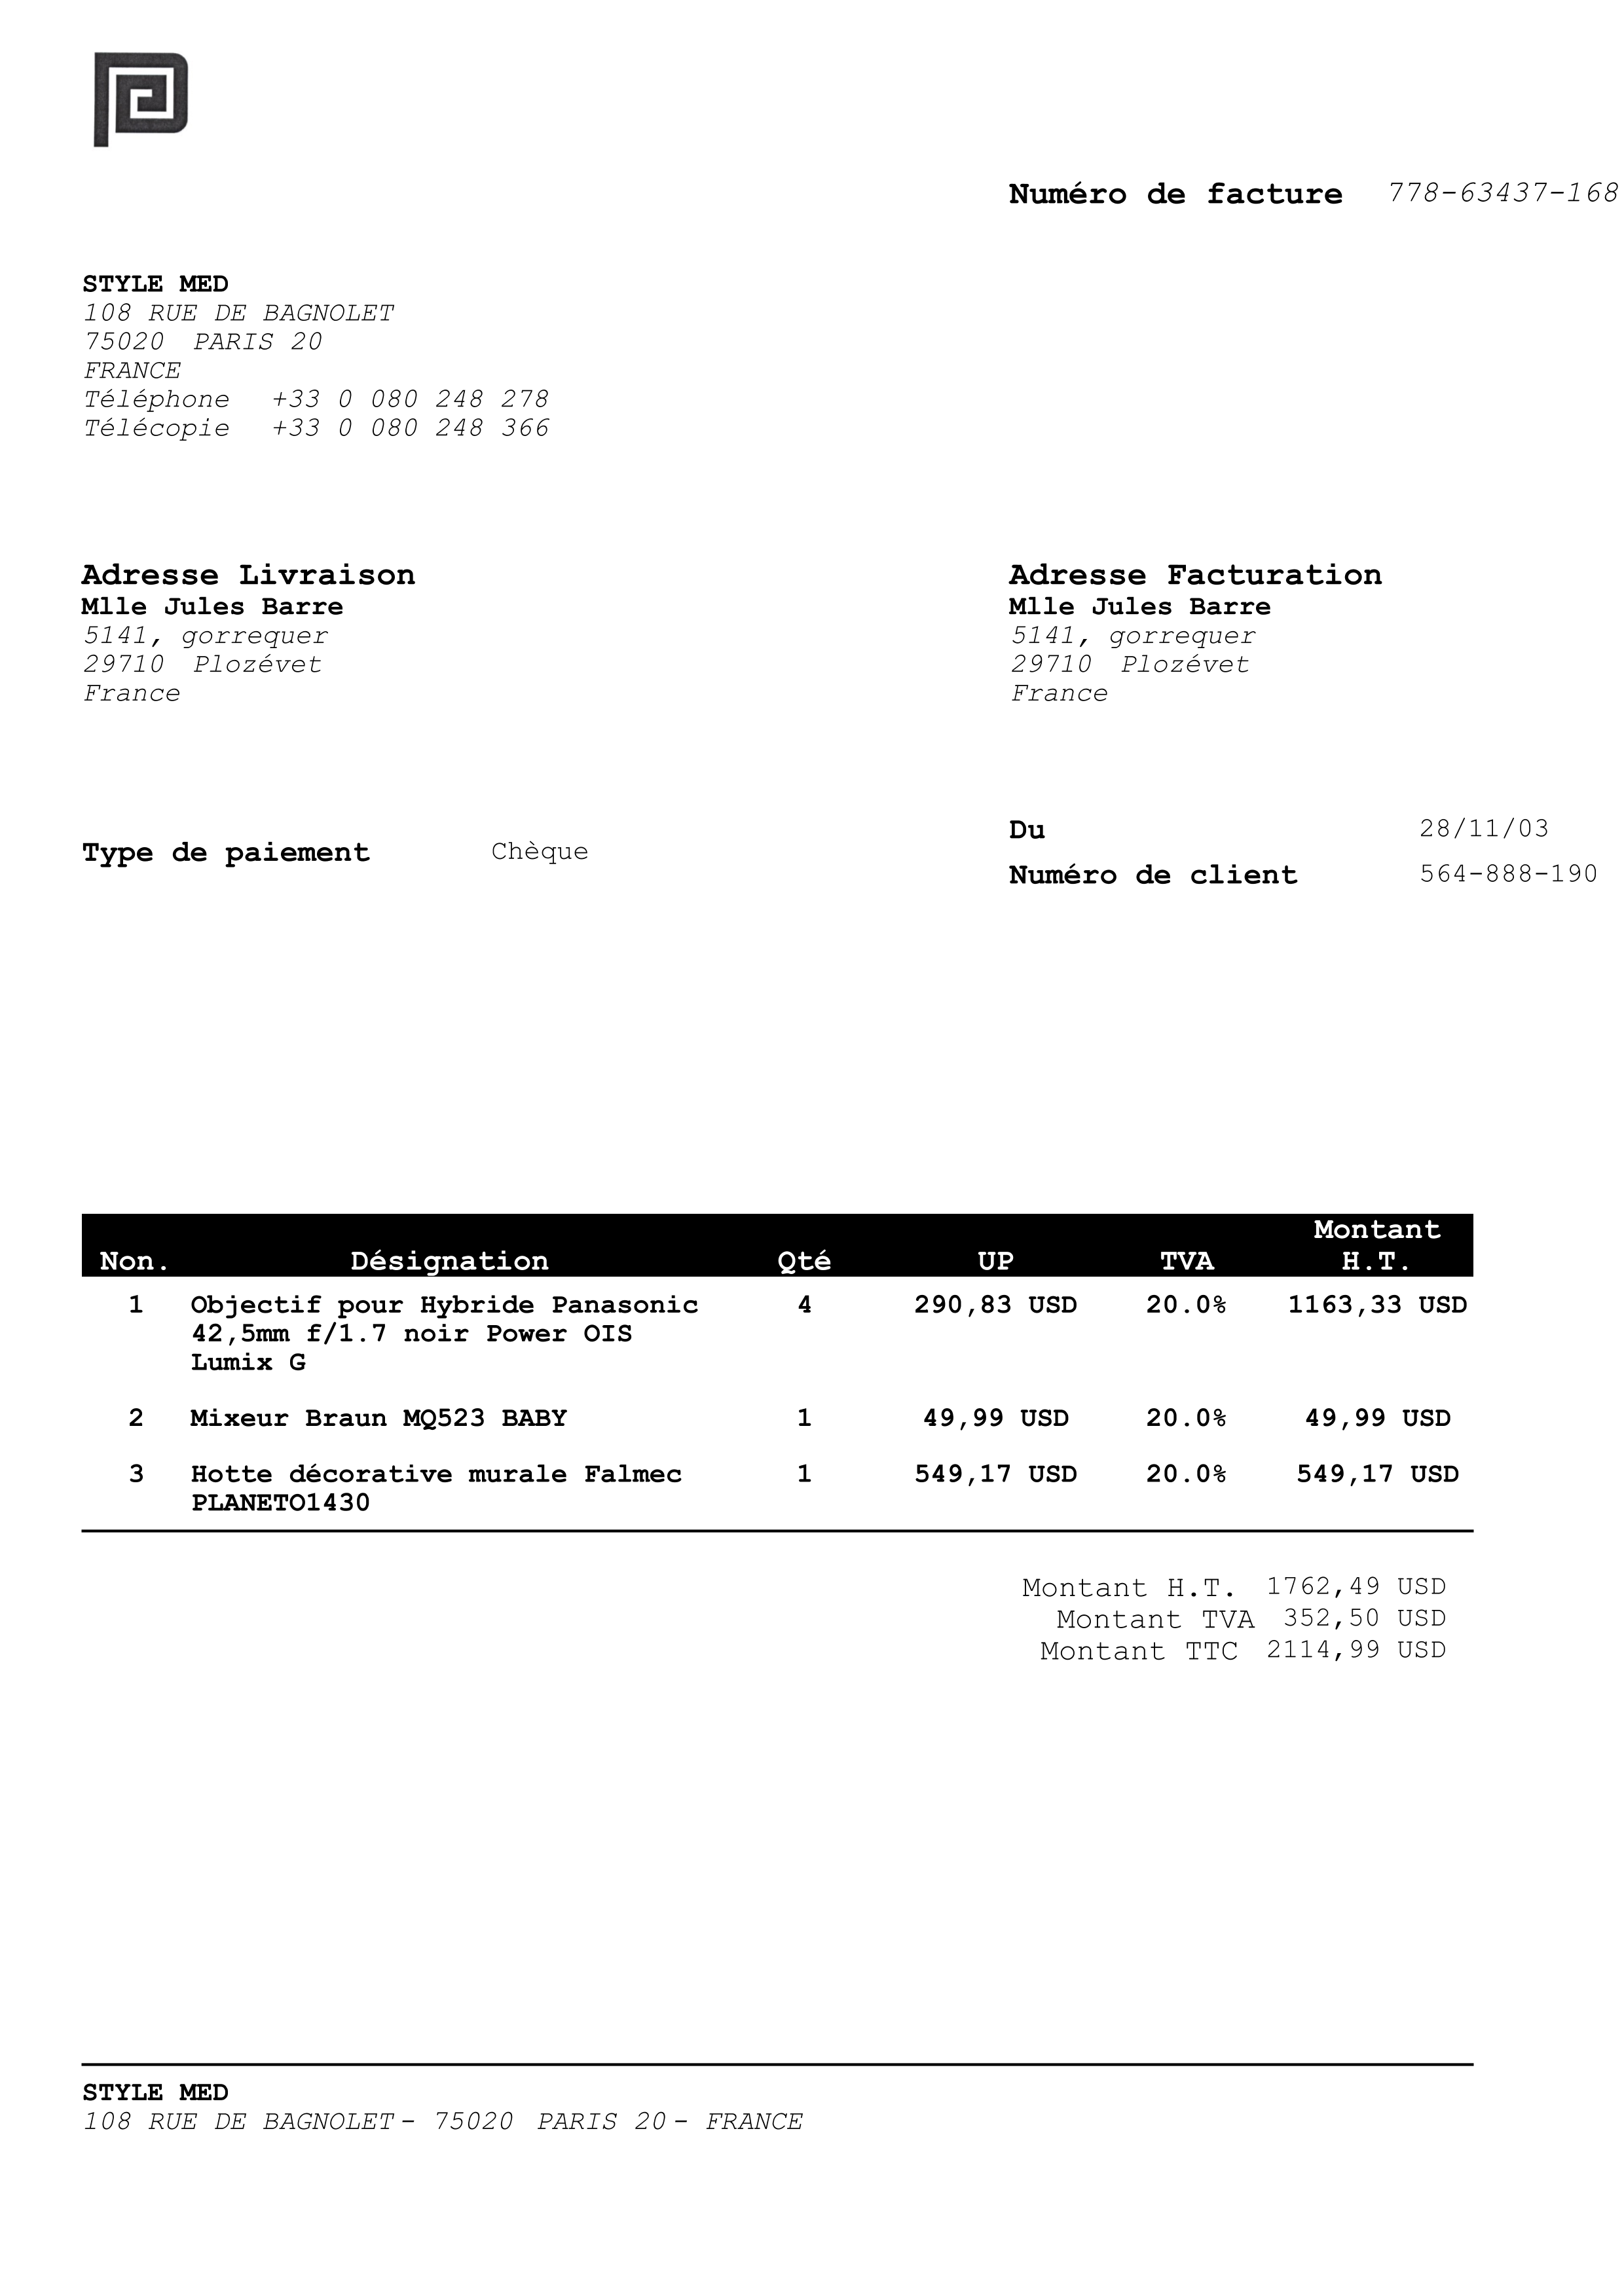 Numéro de facture 778-63437-168
STYLE MED
108 RUE DE BAGNOLET
75020 PARIS 20
FRANCE
Téléphone +33 0 080 248 278
Télécopie +33 0 080 248 366
Adresse Livraison
Mlle Jules Barre
5141, gorrequer
29710 Plozévet
France
Adresse Facturation
Mlle Jules Barre
5141, gorrequer
29710 Plozévet
France
Type de paiement Chèque
Du 28/11/03
Numéro de client 564-888-190
Non. Désignation Qté UP TVA Montant H.T.
1 Objectif pour Hybride Panasonic 4 290,83 USD 20.0% 1163,33 USD
42,5mm f/1.7 noir Power OIS
Lumix G
2 Mixeur Braun MQ523 BABY 1 49,99 USD 20.0% 49,99 USD
3 Hotte décorative murale Falmec 1 549,17 USD 20.0% 549,17 USD
PLANETO1430
Montant H.T. 1762,49 USD
Montant TVA 352,50 USD
Montant TTC 2114,99 USD
STYLE MED
108 RUE DE BAGNOLET - 75020 PARIS 20 - FRANCE